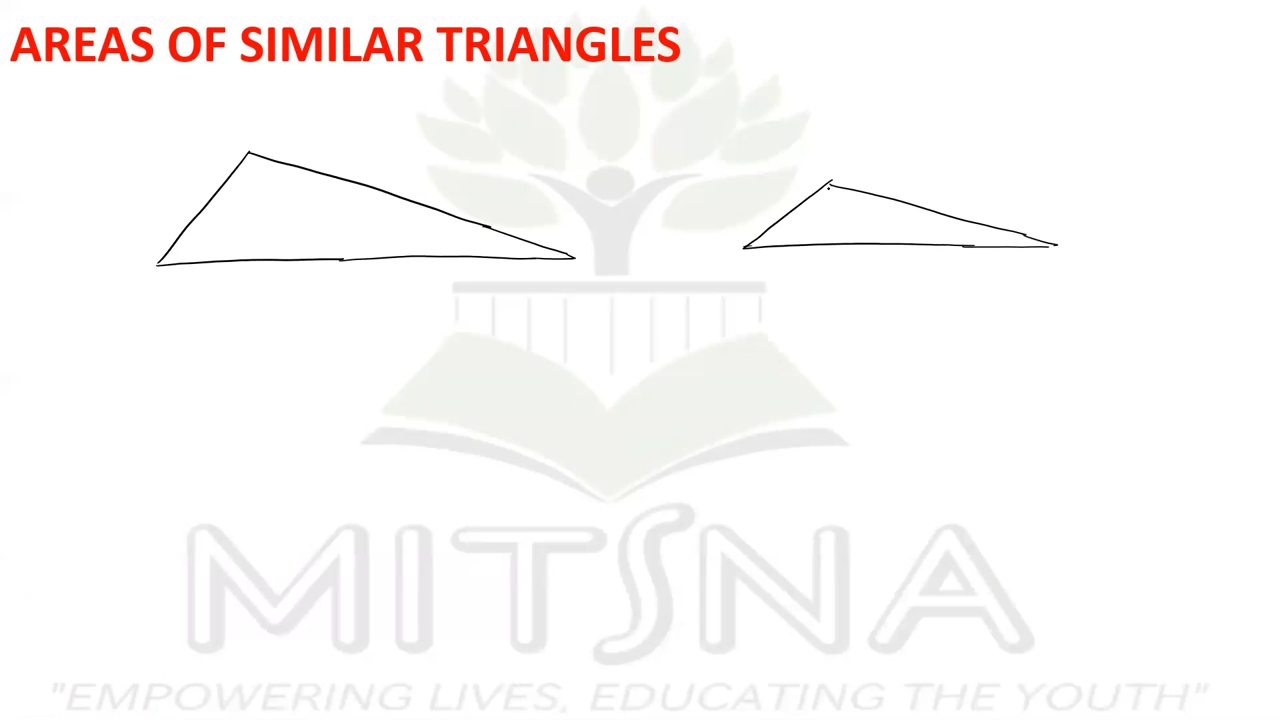 AREAS OF SIMILAR TRIANGLES
MITSNA
"EMPOWERING LIVES, EDUCATING THE YOUTH"